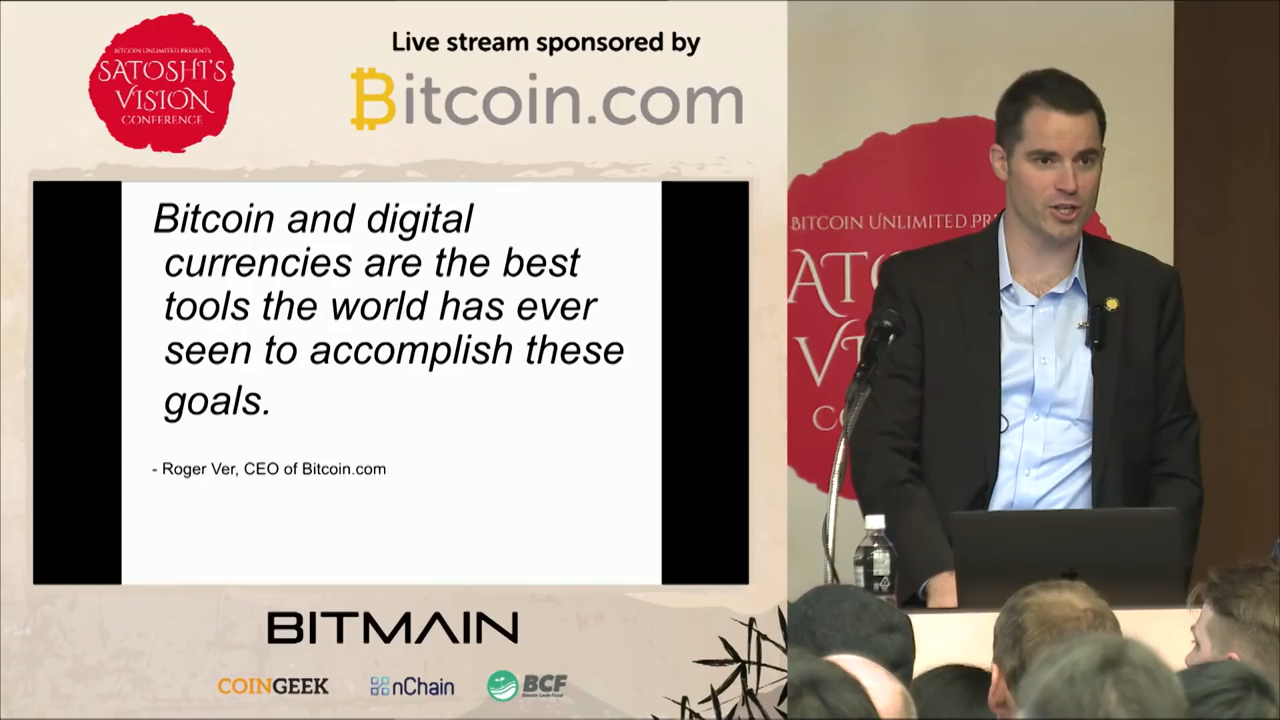 BITCOIN UNLIMITED PRESENTS
SATOSHI'S
VISION
CONFERENCE
Live stream sponsored by
Bitcoin.com
Bitcoin and digital
currencies are the best
tools the world has ever
seen to accomplish these
goals.
- Roger Ver, CEO of Bitcoin.com
BITMAIN
COINGEEK
nChain
BCF
BITCOIN UNLIMITED PR